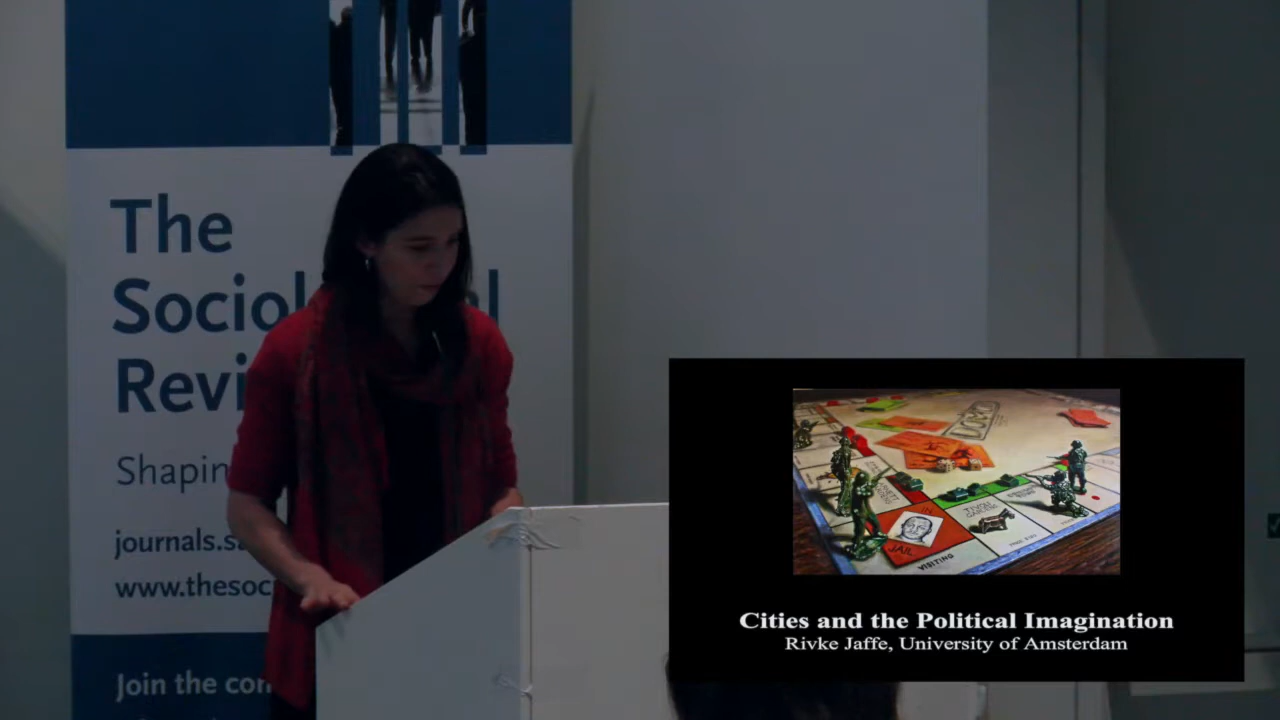 The
Sociol
l
Revi
Shapin
journals.sa
www.thesoc
Join the con
JAIL
VISITING
Cities and the Political Imagination
Rivke Jaffe, University of Amsterdam